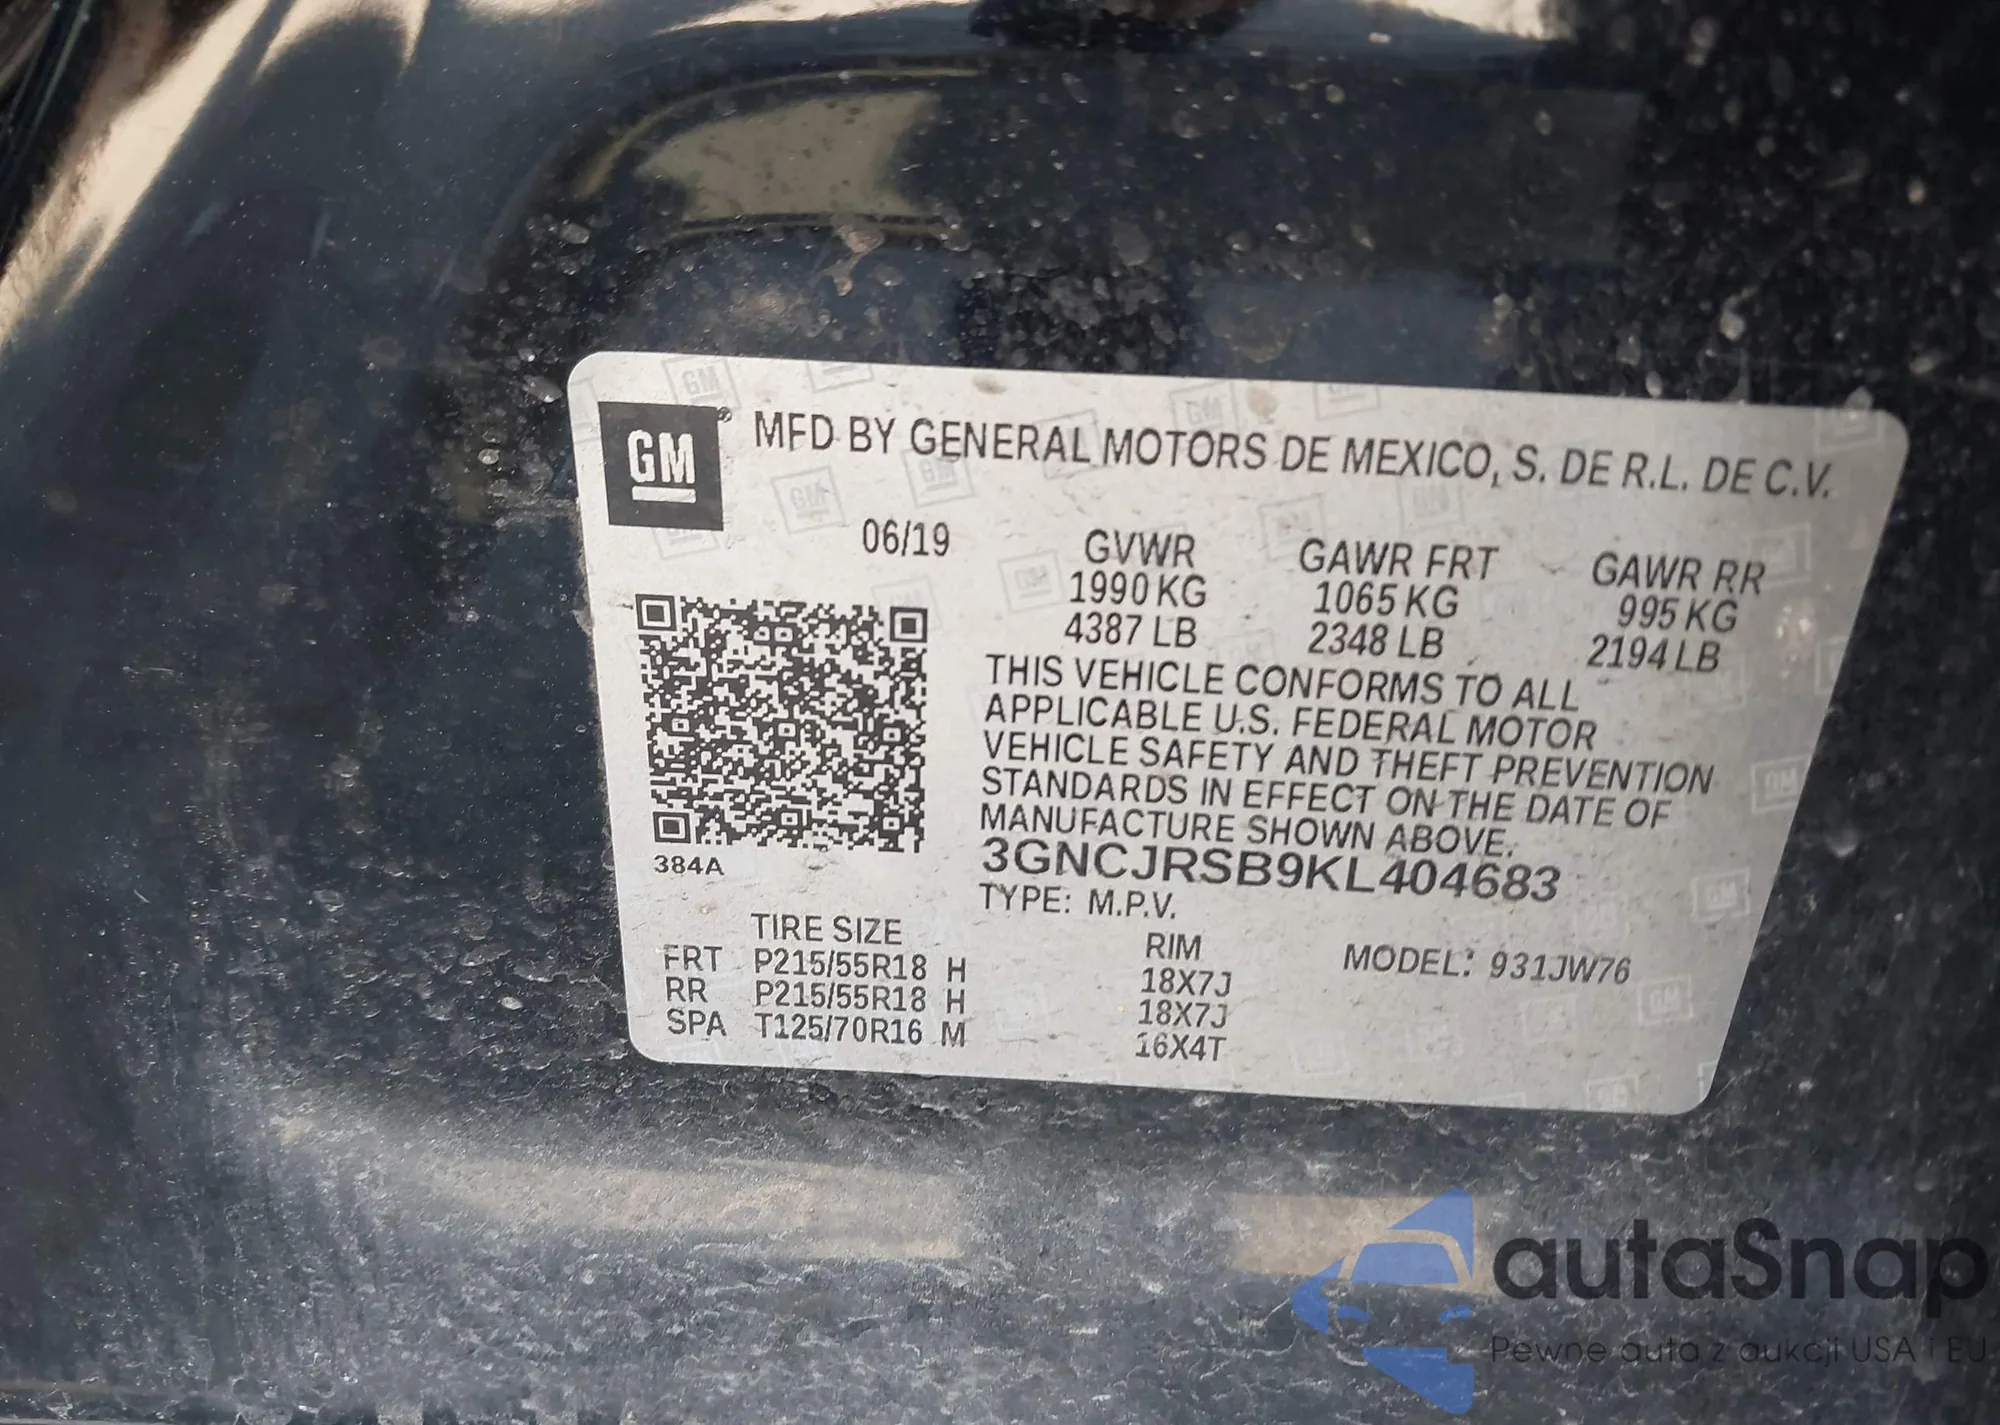 GM® MFD BY GENERAL MOTORS DE MEXICO, S. DE R.L. DE C.V.
06/19 GVWR GAWR FRT GAWR RR
1990 KG 1065 KG 995 KG
4387 LB 2348 LB 2194 LB
THIS VEHICLE CONFORMS TO ALL
APPLICABLE U.S. FEDERAL MOTOR
VEHICLE SAFETY AND THEFT PREVENTION
STANDARDS IN EFFECT ON THE DATE OF
MANUFACTURE SHOWN ABOVE.
384A 3GNCJRSB9KL404683
TYPE: M.P.V.
TIRE SIZE RIM MODEL: 931JW76
FRT P215/55R18 H 18X7J
RR P215/55R18 H 18X7J
SPA T125/70R16 M 16X4T
autaSnap
Pewne auta z aukcji USA i EU